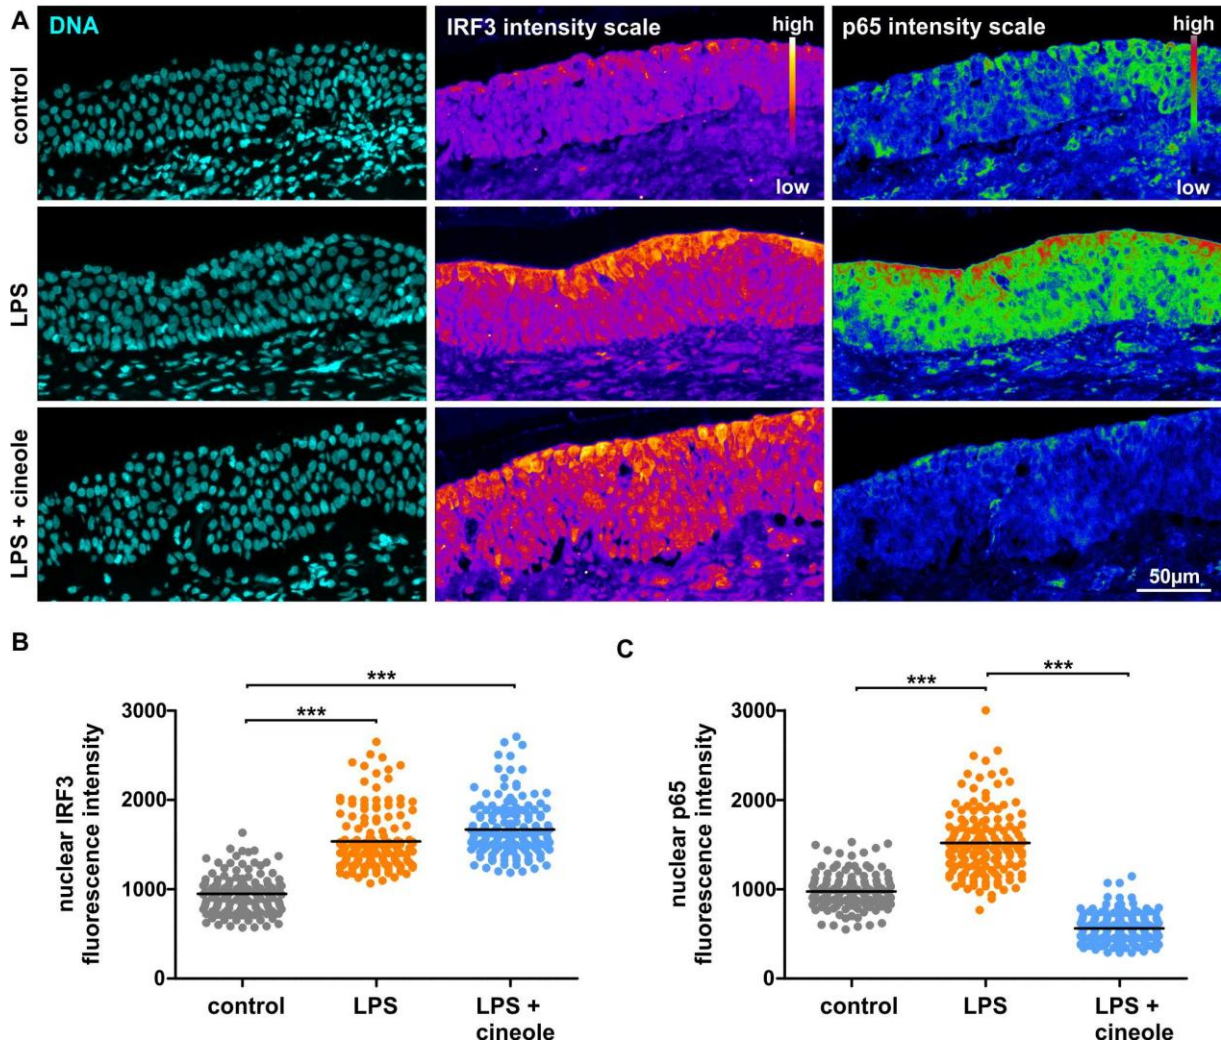 A
DNA
IRF3 intensity scale
high
low
p65 intensity scale
high
low
control
LPS
LPS + cineole
50μm
B
nuclear IRF3
fluorescence intensity
3000
2000
1000
0
***
***
control
LPS
LPS +
cineole
C
nuclear p65
fluorescence intensity
3000
2000
1000
0
***
***
control
LPS
LPS +
cineole